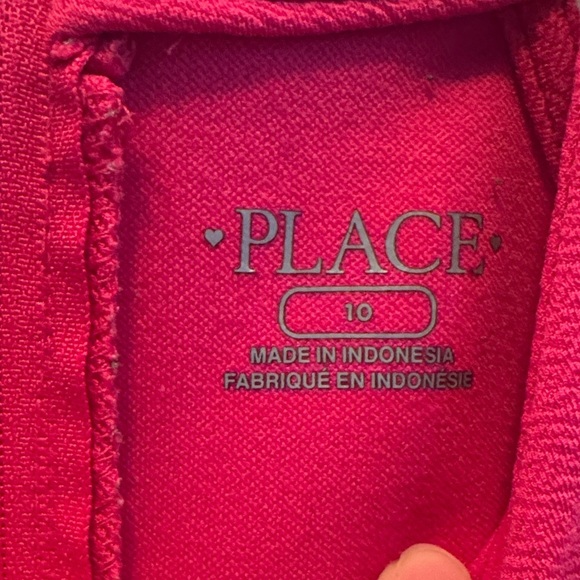 ♥PLACE♥
10
MADE IN INDONESIA
FABRIQUÉ EN INDONÉSIE